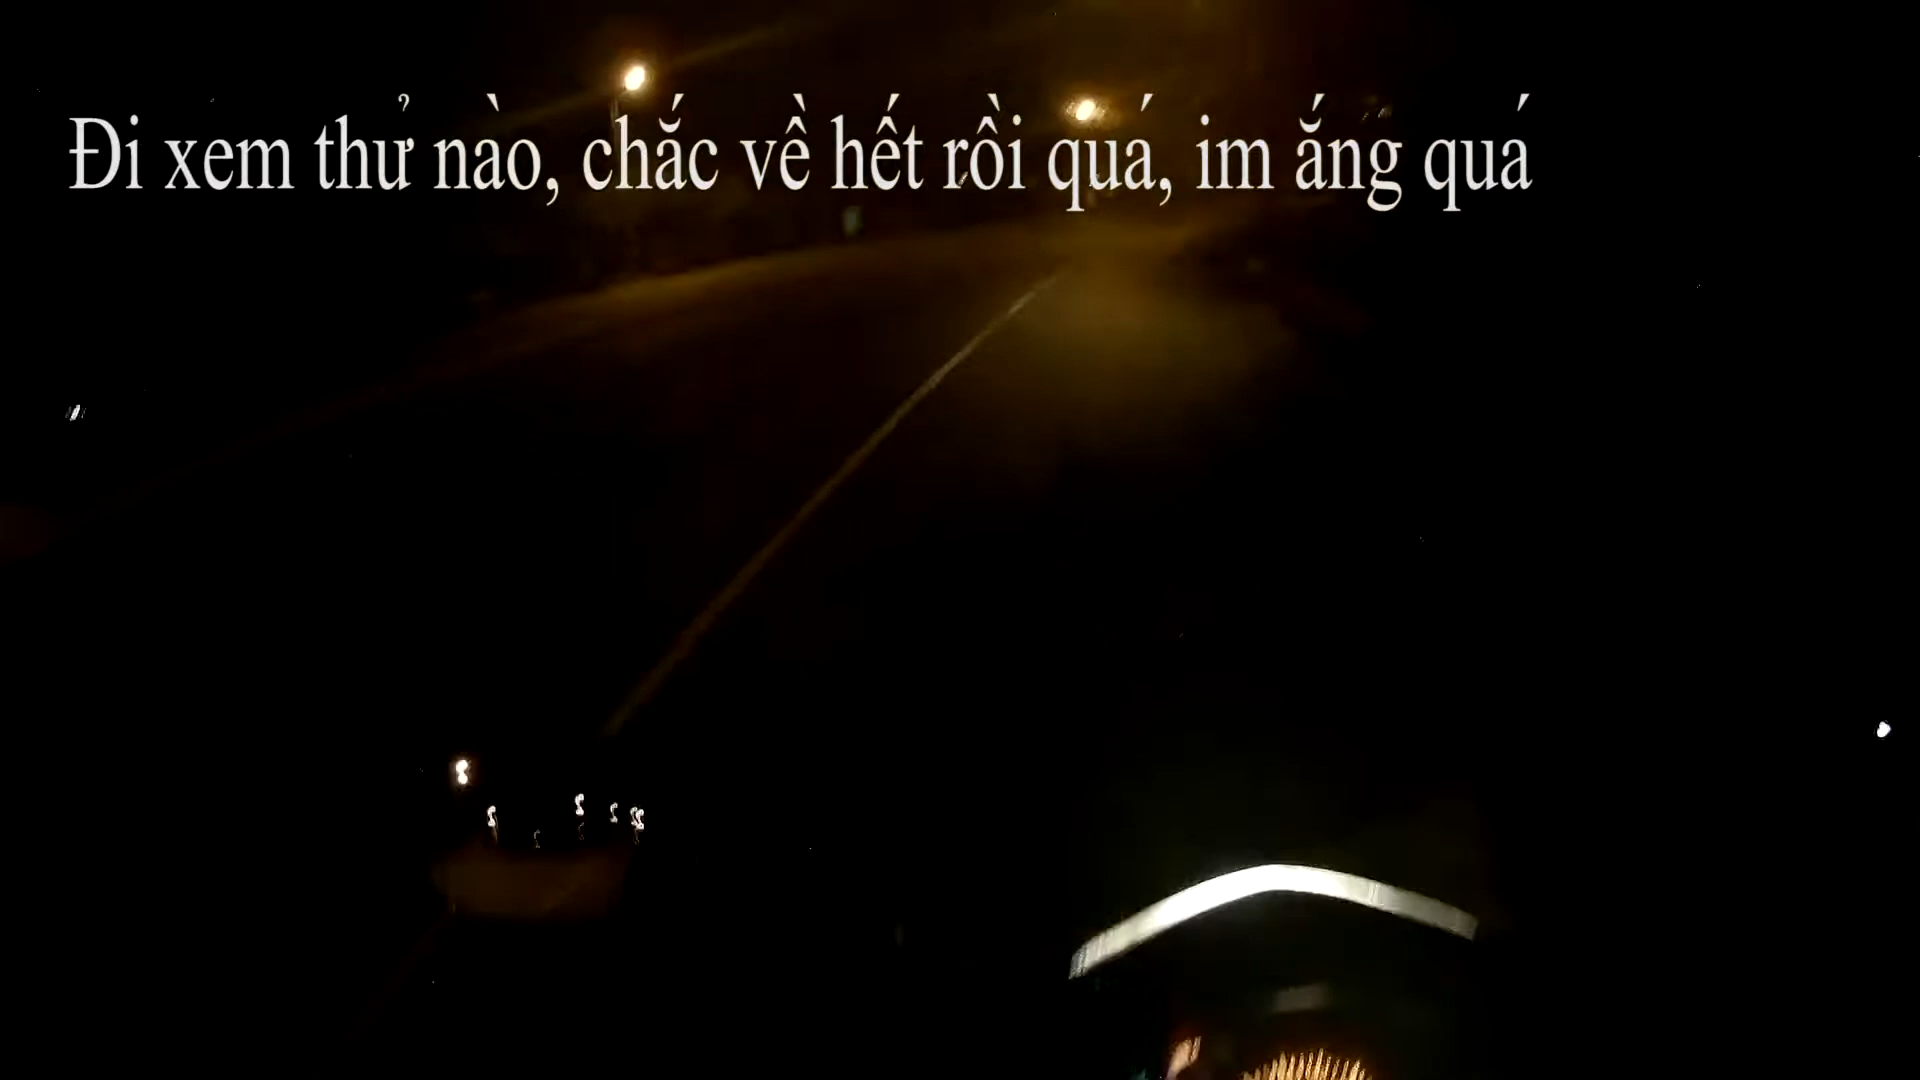 Đi xem thử nào, chắc về hết rồi quá, im ắng quá